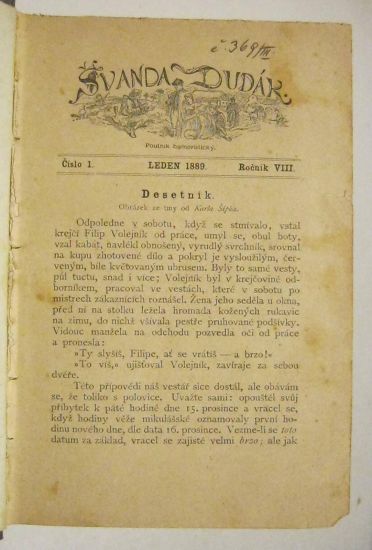 č. 369/III
ŠVANDA DUDÁK.
Poutník humoristický.
Číslo 1. LEDEN 1889. Ročník VIII.
Desetník.
Obrázek ze tmy od Karla Šípka.
Odpoledne v sobotu, když se stmívalo, vstal
krejčí Filip Volejník od práce, umyl se, obul boty,
vzal kabát, navlékl obnošený, vyrudlý svrchník, srovnal
na kupu zhotovené dílo a pokryl je vysloužilým, čer-
veným, bíle květovaným ubrusem. Byly to samé vesty,
půl tuctu, snad i více; Volejník byl v krejčovině od-
borníkem, pracoval ve vestách, které v sobotu po
mistrech zákaznících roznášel. Žena jeho seděla u okna,
před ní na stolku ležela hromada kožených rukavic
na zimu, do nichž všívala pestře pruhované podšívky.
Vidouc manžela na odchodu pozvedla oči od práce
a pronesla:
»Ty slyšíš, Filipe, ať se vrátíš — a brzo!«
»To víš,« ujišťoval Volejník, zavíraje za sebou
dvéře.
Této připovědi náš vestář sice dostál, ale obávám
se, že toliko s polovice. Uvažte sami: opouštěl svůj
příbytek k páté hodině dne 15. prosince a vracel se,
když hodiny věže mikulášské oznamovaly první ho-
dinu nového dne, dle data 16. prosince. Vezme-li se toto
datum za základ, vracel se zajisté velmi brzo; ale jak